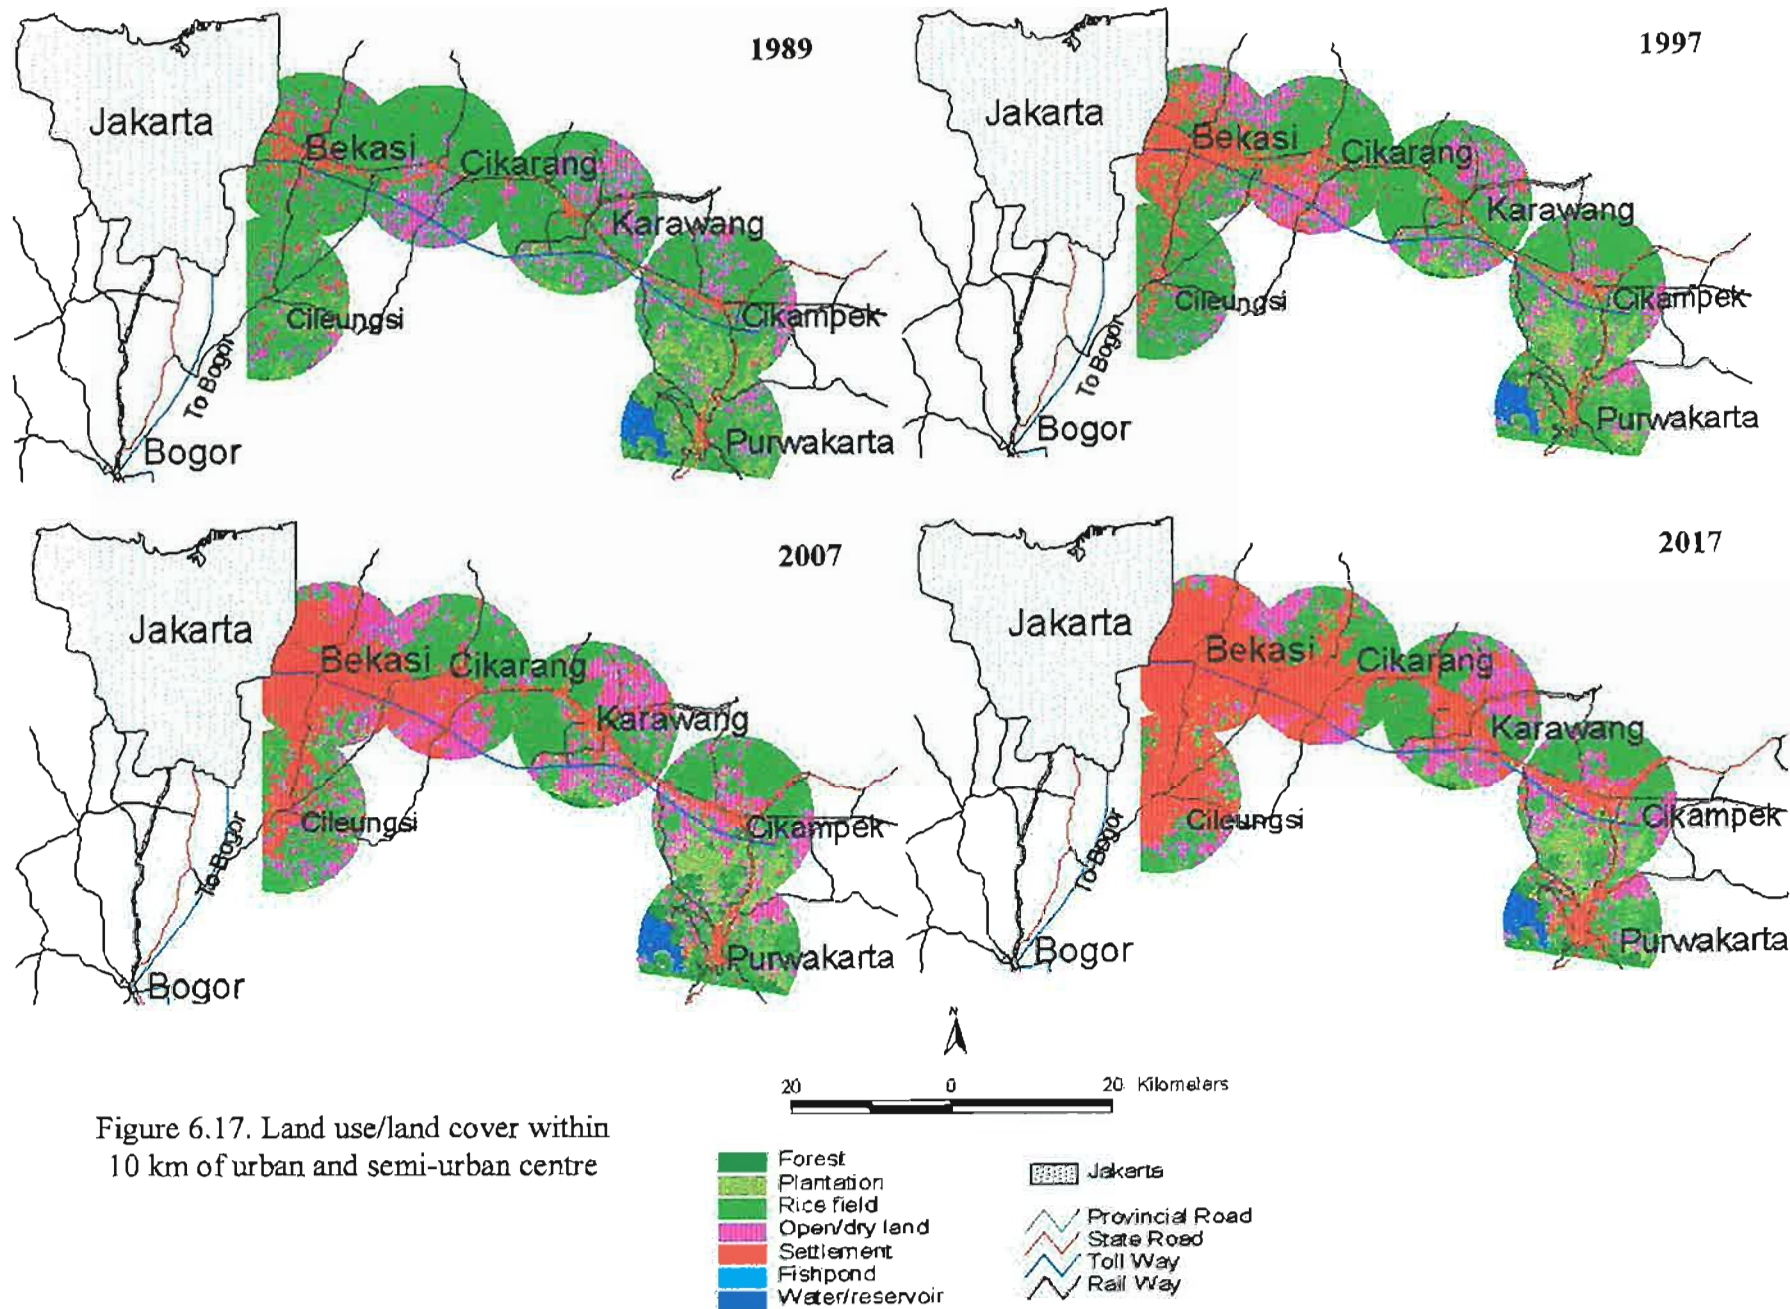 1989
Jakarta
Bekasi
Cikarang
Karawang
Cileungsi
Cikampek
To Bogor
Bogor
Purwakarta
1997
Jakarta
Bekasi
Cikarang
Karawang
Cileungsi
Cikampek
To Bogor
Bogor
Purwakarta
2007
Jakarta
Bekasi
Cikarang
Karawang
Cileungsi
Cikampek
To Bogor
Bogor
Purwakarta
2017
Jakarta
Bekasi
Cikarang
Karawang
Cileungsi
Cikampek
To Bogor
Bogor
Purwakarta
N
20 0 20 Kilometers
Figure 6.17. Land use/land cover within
10 km of urban and semi-urban centre
Forest
Plantation
Rice field
Open/dry land
Settlement
Fishpond
Water/reservoir
Jakarta
Provincial Road
State Road
Toll Way
Rail Way